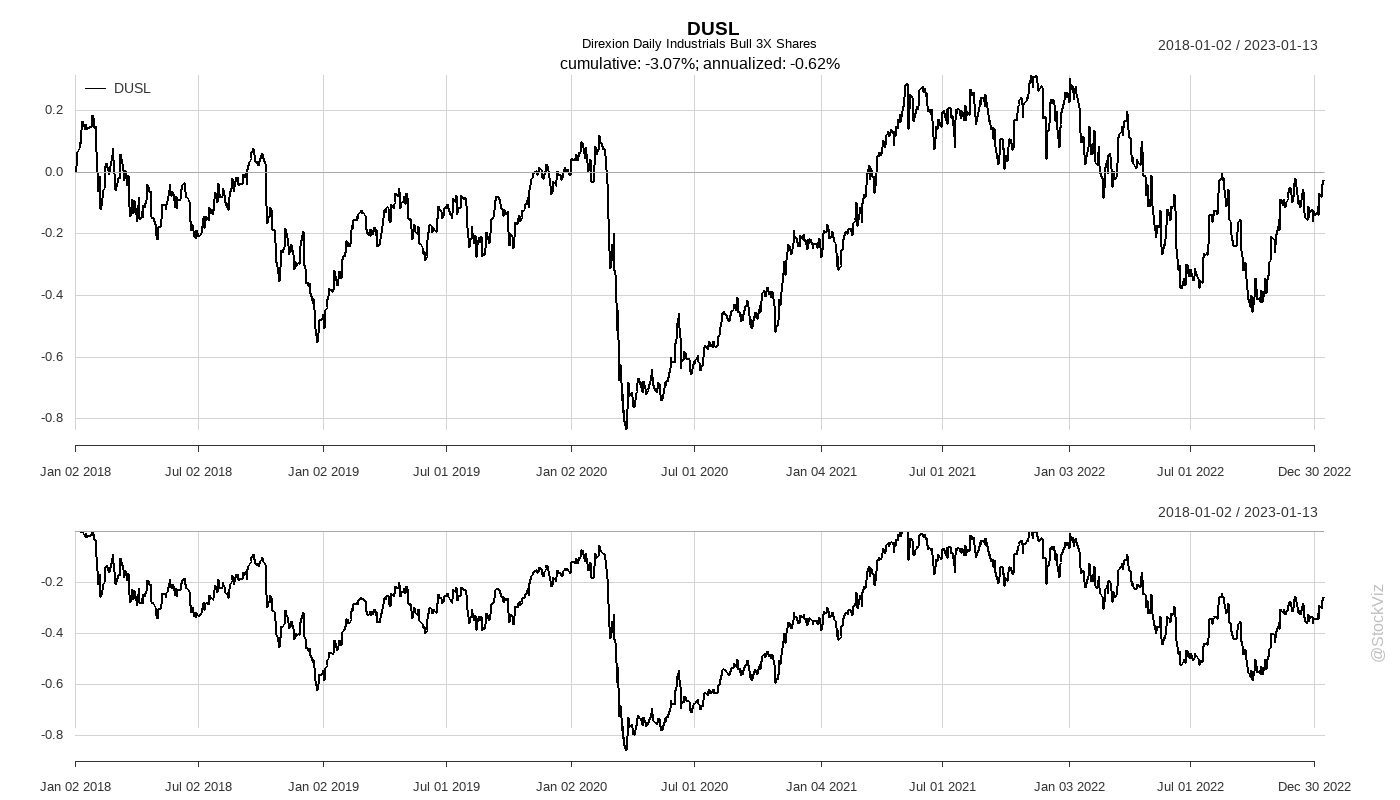 DUSL
Direxion Daily Industrials Bull 3X Shares
2018-01-02 / 2023-01-13
cumulative: -3.07%; annualized: -0.62%
DUSL
0.2
0.0
-0.2
-0.4
-0.6
-0.8
Jan 02 2018 Jul 02 2018 Jan 02 2019 Jul 01 2019 Jan 02 2020 Jul 01 2020 Jan 04 2021 Jul 01 2021 Jan 03 2022 Jul 01 2022 Dec 30 2022
2018-01-02 / 2023-01-13
-0.2
-0.4
-0.6
-0.8
Jan 02 2018 Jul 02 2018 Jan 02 2019 Jul 01 2019 Jan 02 2020 Jul 01 2020 Jan 04 2021 Jul 01 2021 Jan 03 2022 Jul 01 2022 Dec 30 2022
@StockViz